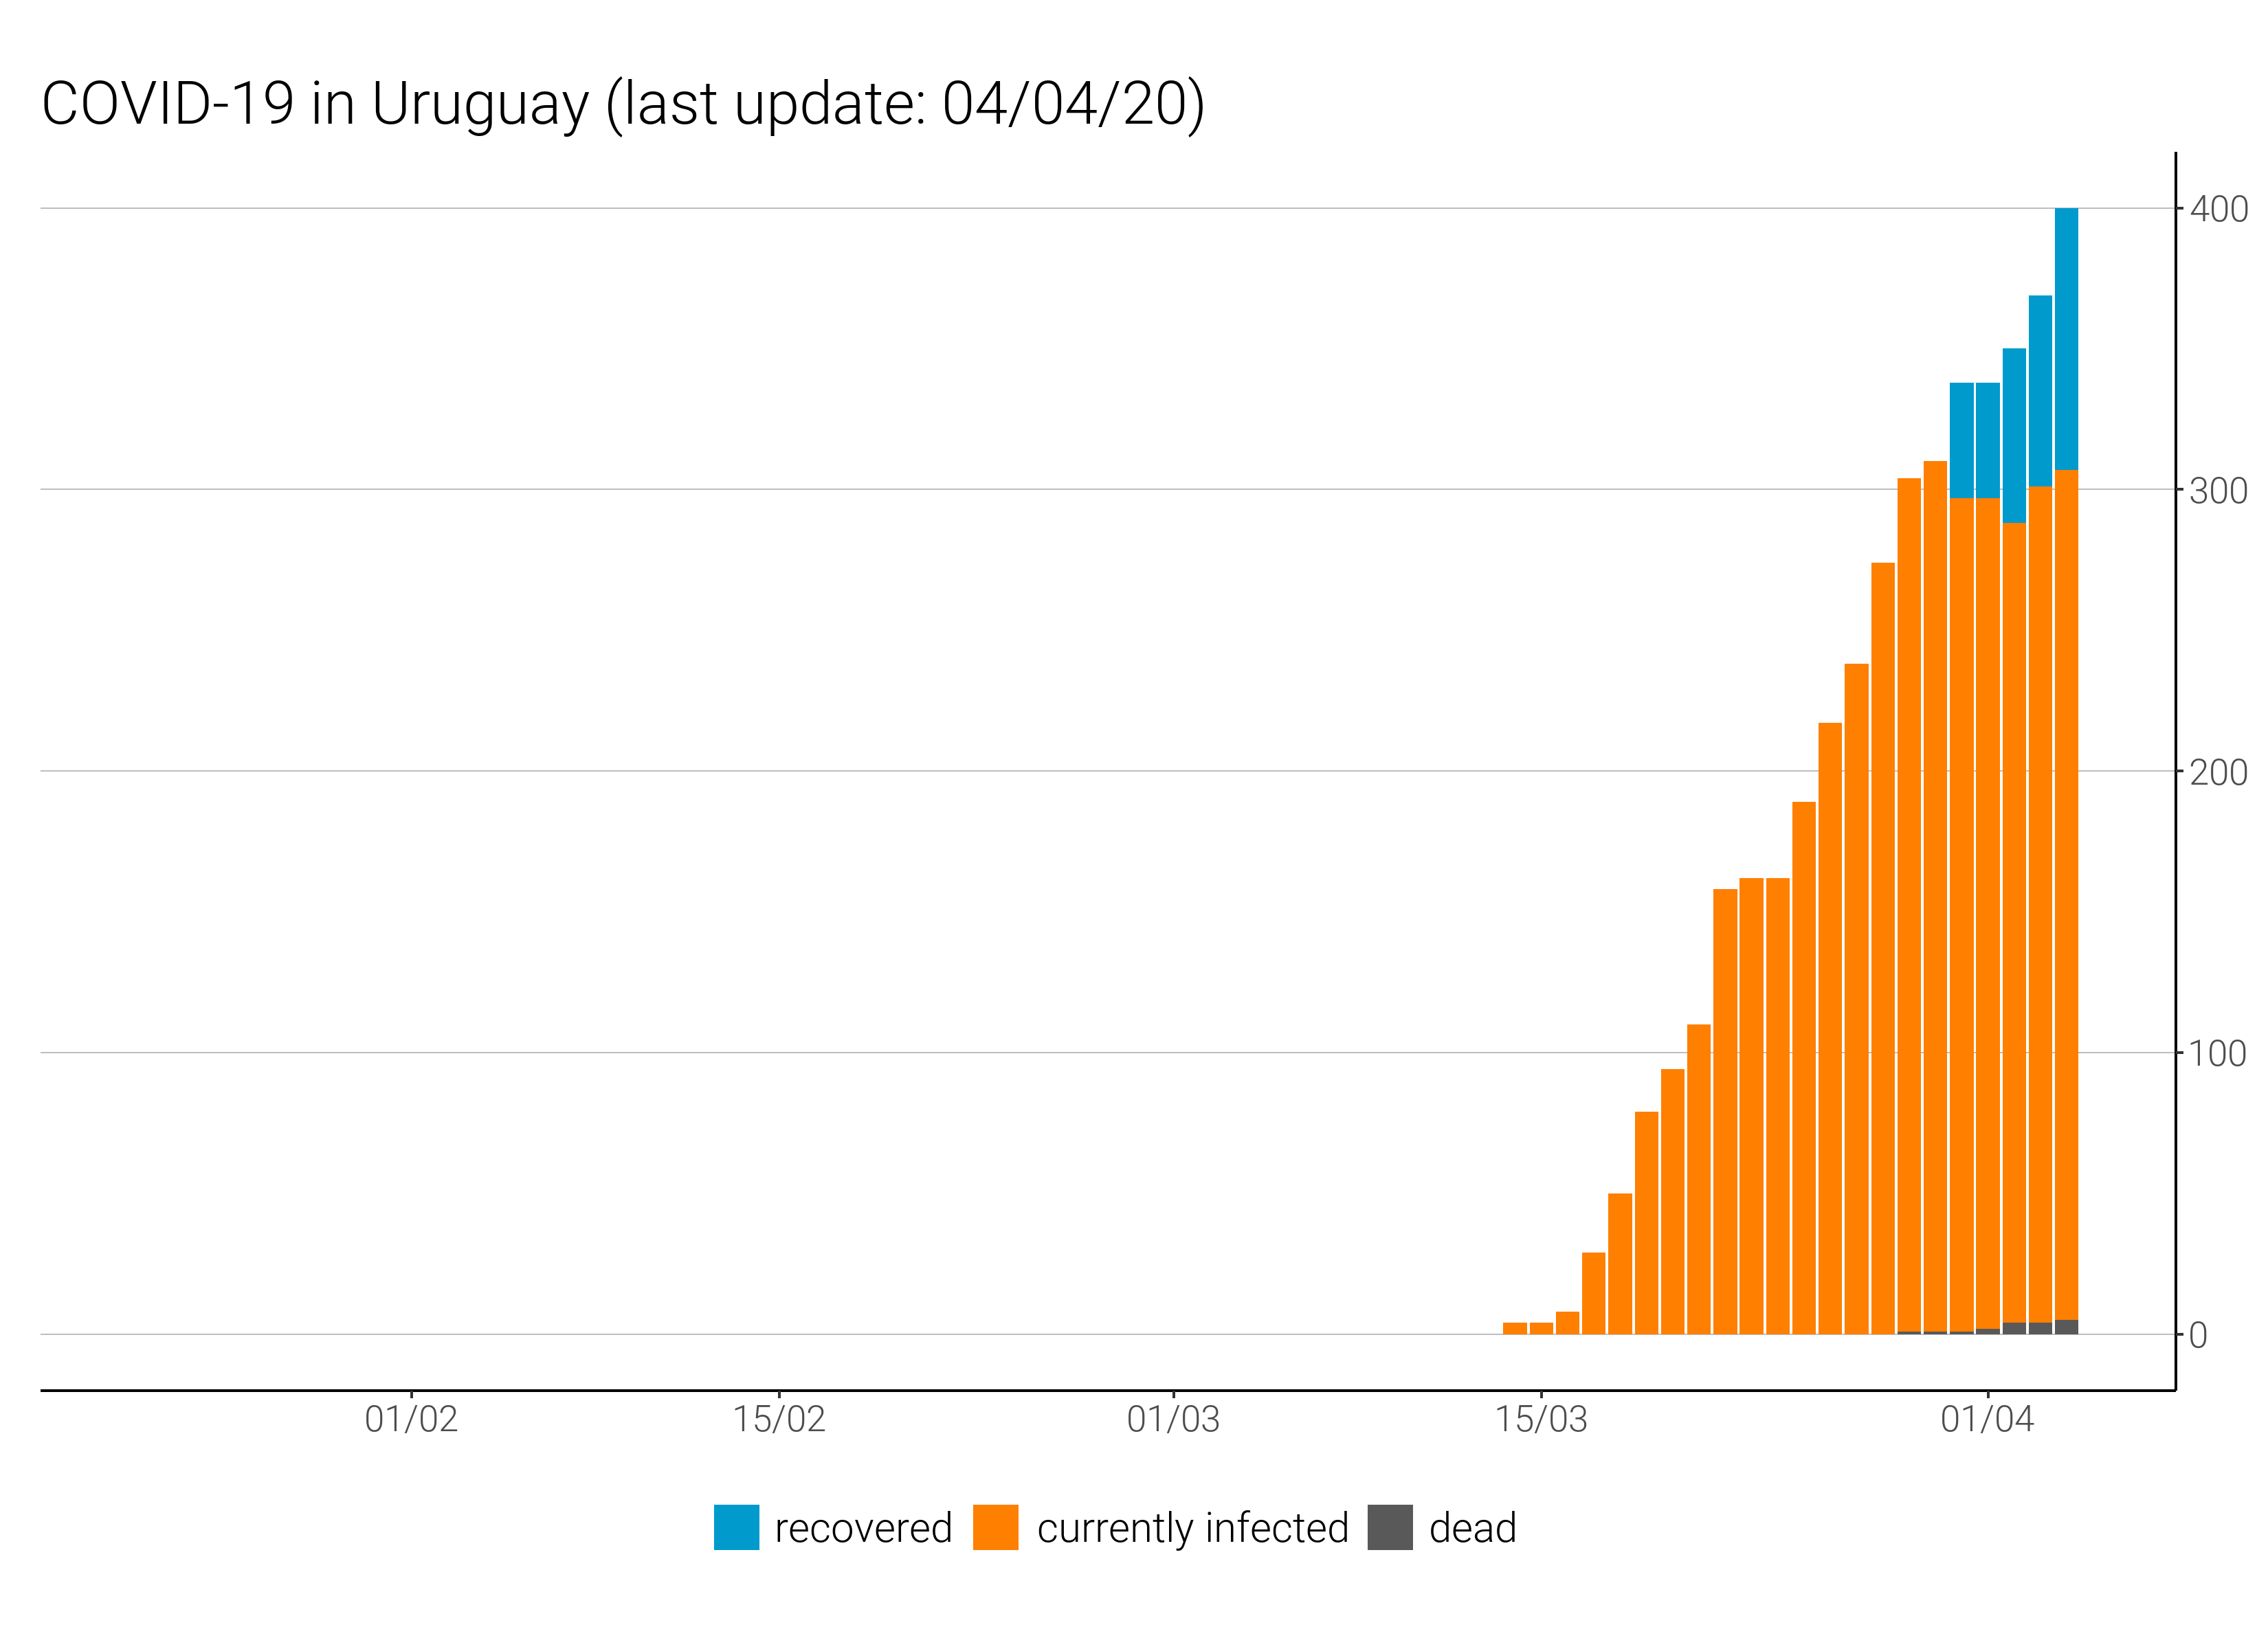 COVID-19 in Uruguay (last update: 04/04/20)
400
300
200
100
0
01/02 15/02 01/03 15/03 01/04
recovered currently infected dead